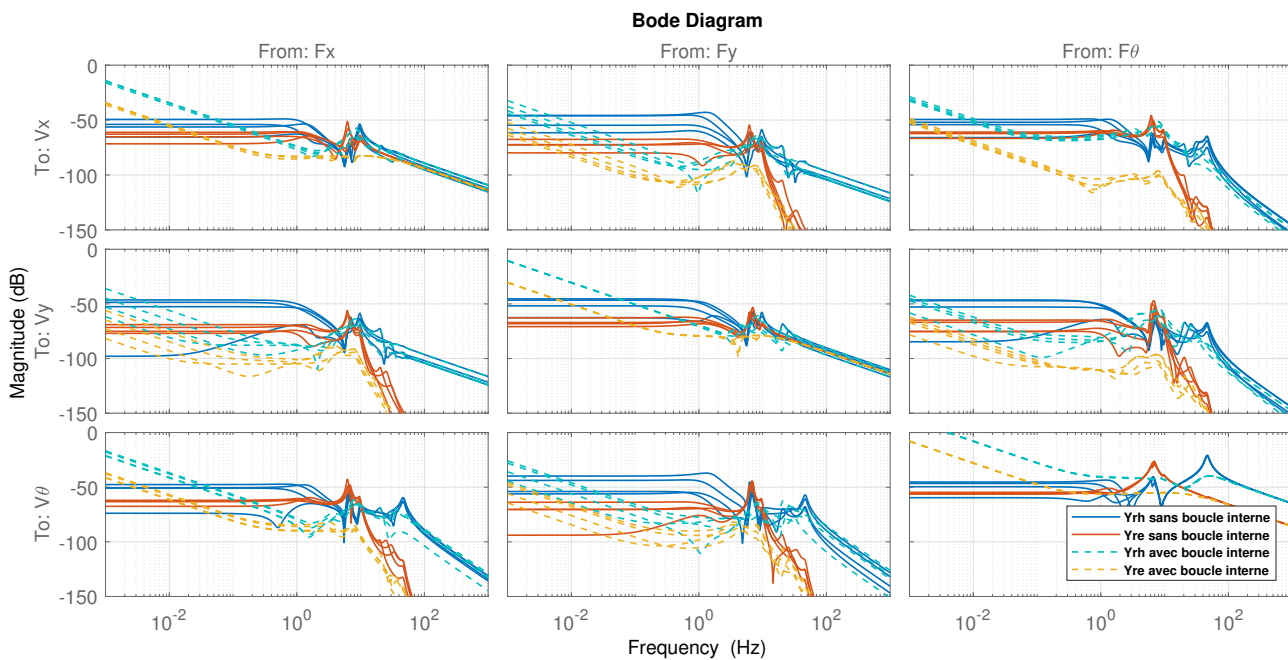 Bode Diagram
From: Fx
From: Fy
From: Fθ
To: Vx
0
-50
-100
-150
To: Vy
0
-50
-100
-150
To: Vθ
0
-50
-100
-150
Magnitude (dB)
10^-2
10^0
10^2
10^-2
10^0
10^2
10^-2
10^0
10^2
Yrh sans boucle interne
Yre sans boucle interne
Yrh avec boucle interne
Yre avec boucle interne
Frequency (Hz)